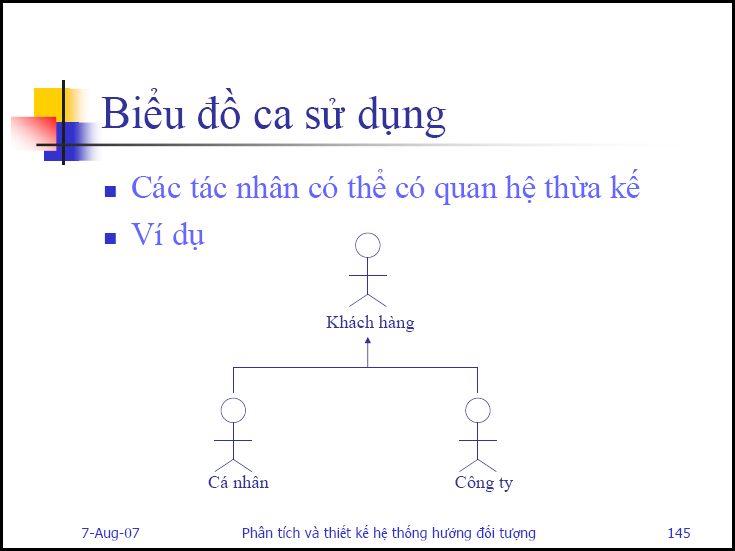 Biểu đồ ca sử dụng
Các tác nhân có thể có quan hệ thừa kế
Ví dụ
Khách hàng
Cá nhân
Công ty
7-Aug-07
Phân tích và thiết kế hệ thống hướng đối tượng
145